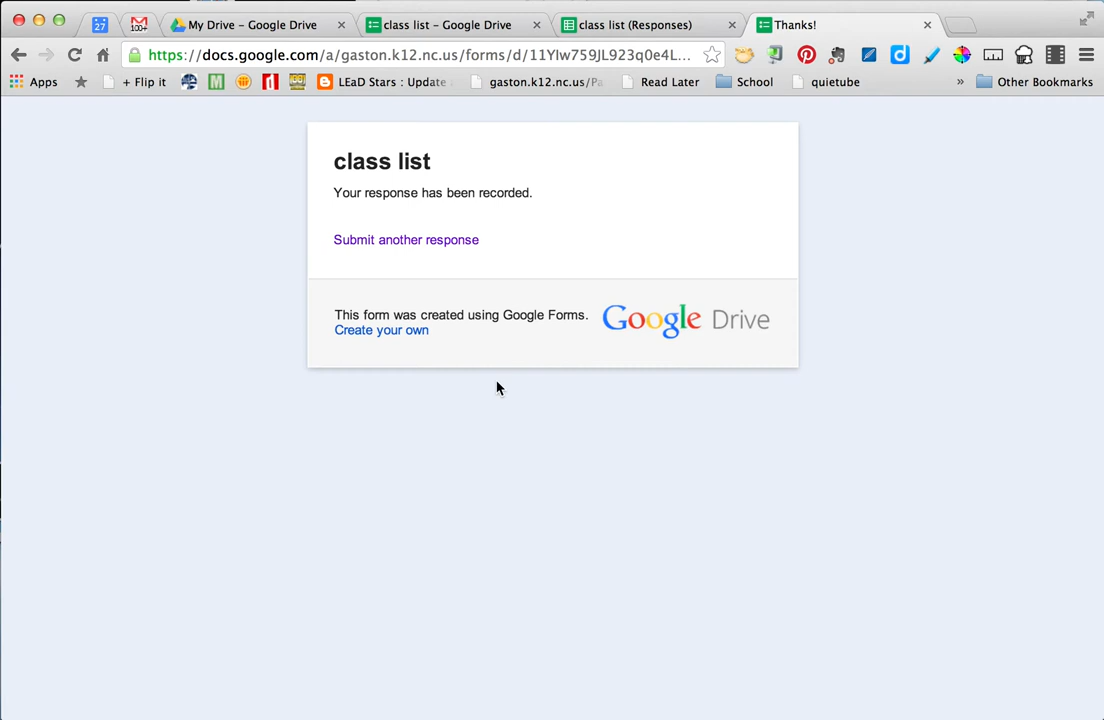 27
100+
My Drive – Google Drive
class list – Google Drive
class list (Responses)
Thanks!
https://docs.google.com/a/gaston.k12.nc.us/forms/d/11YIw759JL923q0e4L...
Apps
+ Flip it
M
LEaD Stars : Update
gaston.k12.nc.us/Pa
Read Later
School
quietube
»
Other Bookmarks
class list
Your response has been recorded.
Submit another response
This form was created using Google Forms.
Create your own
Google Drive